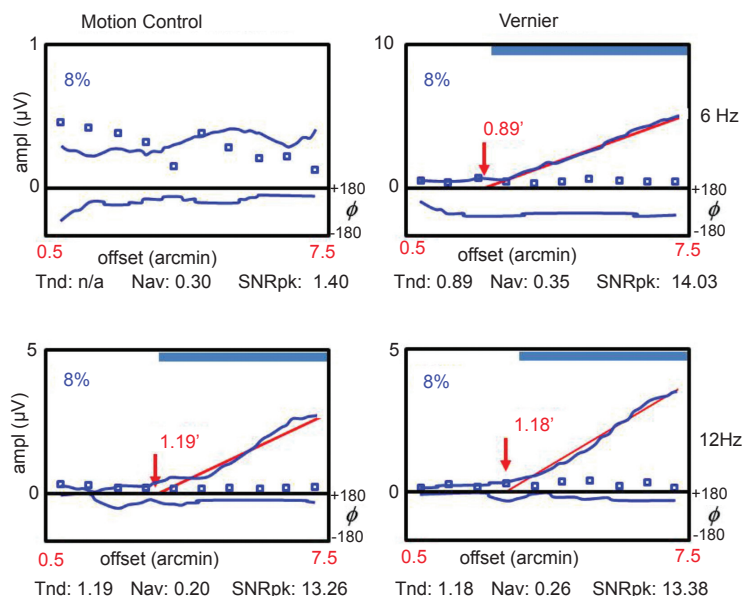 Motion Control
Vernier
1
ampl (µV)
8%
0
+180
ϕ
-180
0.5
offset (arcmin)
7.5
Tnd: n/a Nav: 0.30 SNRpk: 1.40
10
8%
0.89'
6 Hz
0
+180
ϕ
-180
0.5
offset (arcmin)
7.5
Tnd: 0.89 Nav: 0.35 SNRpk: 14.03
5
ampl (µV)
8%
1.19'
0
+180
ϕ
-180
0.5
offset (arcmin)
7.5
Tnd: 1.19 Nav: 0.20 SNRpk: 13.26
5
8%
1.18'
12Hz
0
+180
ϕ
-180
0.5
offset (arcmin)
7.5
Tnd: 1.18 Nav: 0.26 SNRpk: 13.38